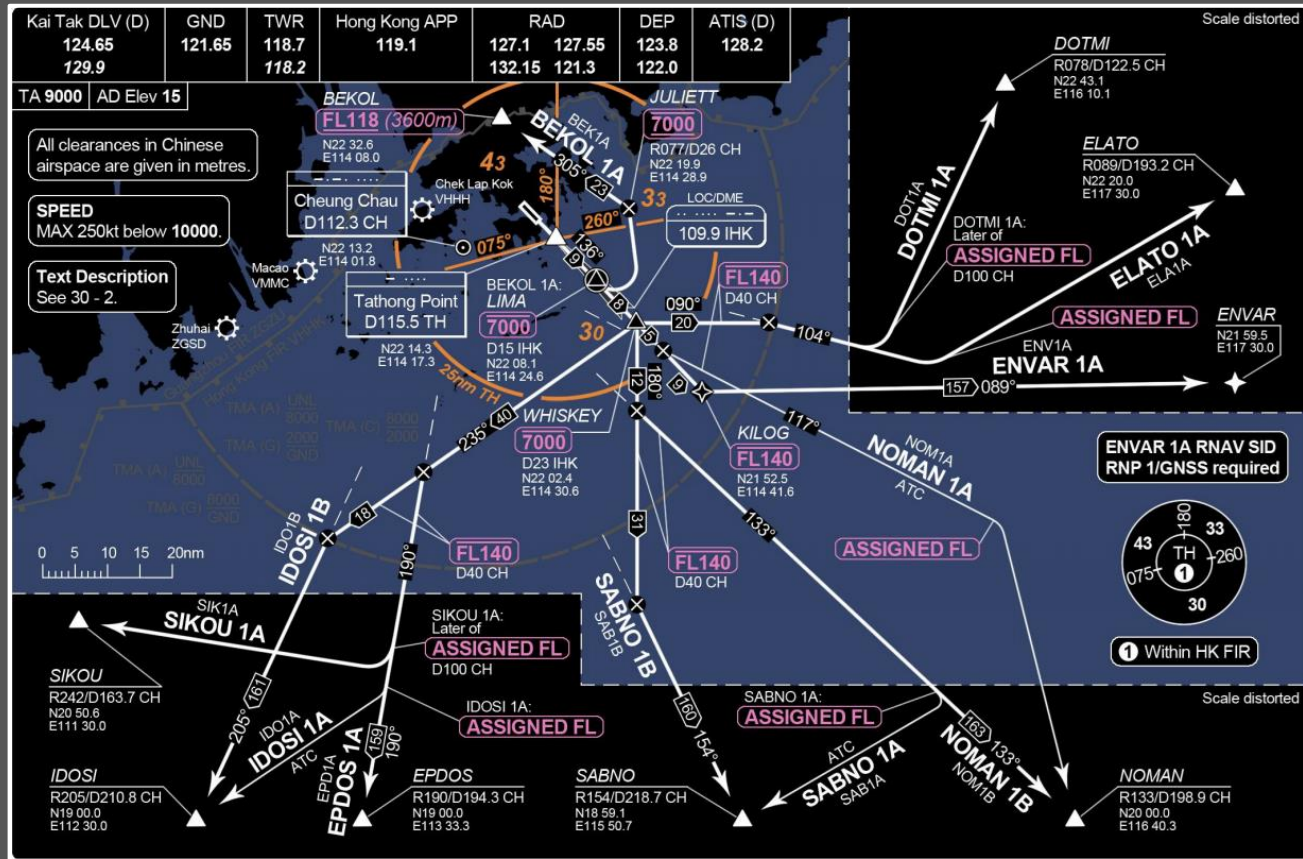 Kai Tak DLV (D)
124.65
129.9
GND
121.65
TWR
118.7
118.2
Hong Kong APP
119.1
RAD
127.1 127.55
132.15 121.3
DEP
123.8
122.0
ATIS (D)
128.2
TA 9000
AD Elev 15
Scale distorted
All clearances in Chinese
airspace are given in metres.
SPEED
MAX 250kt below 10000.
Text Description
See 30 - 2.
BEKOL
FL118 (3600m)
N22 32.6
E114 08.0
BEK1A
BEKOL 1A
305°
23
JULIETT
7000
R077/D26 CH
N22 19.9
E114 28.9
43
33
30
180°
260°
075°
Chek Lap Kok
VHHH
Cheung Chau
D112.3 CH
N22 13.2
E114 01.8
LOC/DME
109.9 IHK
136°
9
8
5
Macao
VMMC
Zhuhai
ZGSD
Tathong Point
D115.5 TH
N22 14.3
E114 17.3
BEKOL 1A:
LIMA
7000
D15 IHK
N22 08.1
E114 24.6
25nm TH
Guangzhou FIR ZGZU
Hong Kong FIR VHHK
TMA (A) UNL
8000
TMA (G) 2000
GND
TMA (C) 6000
2000
TMA (A) UNL
8000
TMA (G) 6000
GND
WHISKEY
7000
D23 IHK
N22 02.4
E114 30.6
FL140
D40 CH
090°
20
104°
DOTMI
R078/D122.5 CH
N22 43.1
E116 10.1
DOT1A
DOTMI 1A
DOTMI 1A:
Later of
ASSIGNED FL
D100 CH
ELATO
R089/D193.2 CH
N22 20.0
E117 30.0
ELATO 1A
ELA1A
ASSIGNED FL
ENVAR
N21 59.5
E117 30.0
ENV1A
ENVAR 1A
157
089°
9
KILOG
FL140
N21 52.5
E114 41.6
117°
NOM1A
NOMAN 1A
ATC
ASSIGNED FL
ENVAR 1A RNAV SID
RNP 1/GNSS required
180
33
260
30
075
43
TH
1
1 Within HK FIR
180°
12
31
FL140
D40 CH
133°
235°
40
18
FL140
D40 CH
IDO1B
IDOSI 1B
190°
0 5 10 15 20nm
SABNO 1B
SAB1B
160
154°
SIK1A
SIKOU 1A
SIKOU 1A:
Later of
ASSIGNED FL
D100 CH
SIKOU
R242/D163.7 CH
N20 50.6
E111 30.0
161
205°
IDO1A
IDOSI 1A
ATC
IDOSI 1A:
ASSIGNED FL
159
190°
EPD1A
EPDOS 1A
IDOSI
R205/D210.8 CH
N19 00.0
E112 30.0
EPDOS
R190/D194.3 CH
N19 00.0
E113 33.3
SABNO
R154/D218.7 CH
N18 59.1
E115 50.7
SABNO 1A:
ASSIGNED FL
ATC
SABNO 1A
SAB1A
163
133°
NOMAN 1B
NOM1B
Scale distorted
NOMAN
R133/D198.9 CH
N20 00.0
E116 40.3